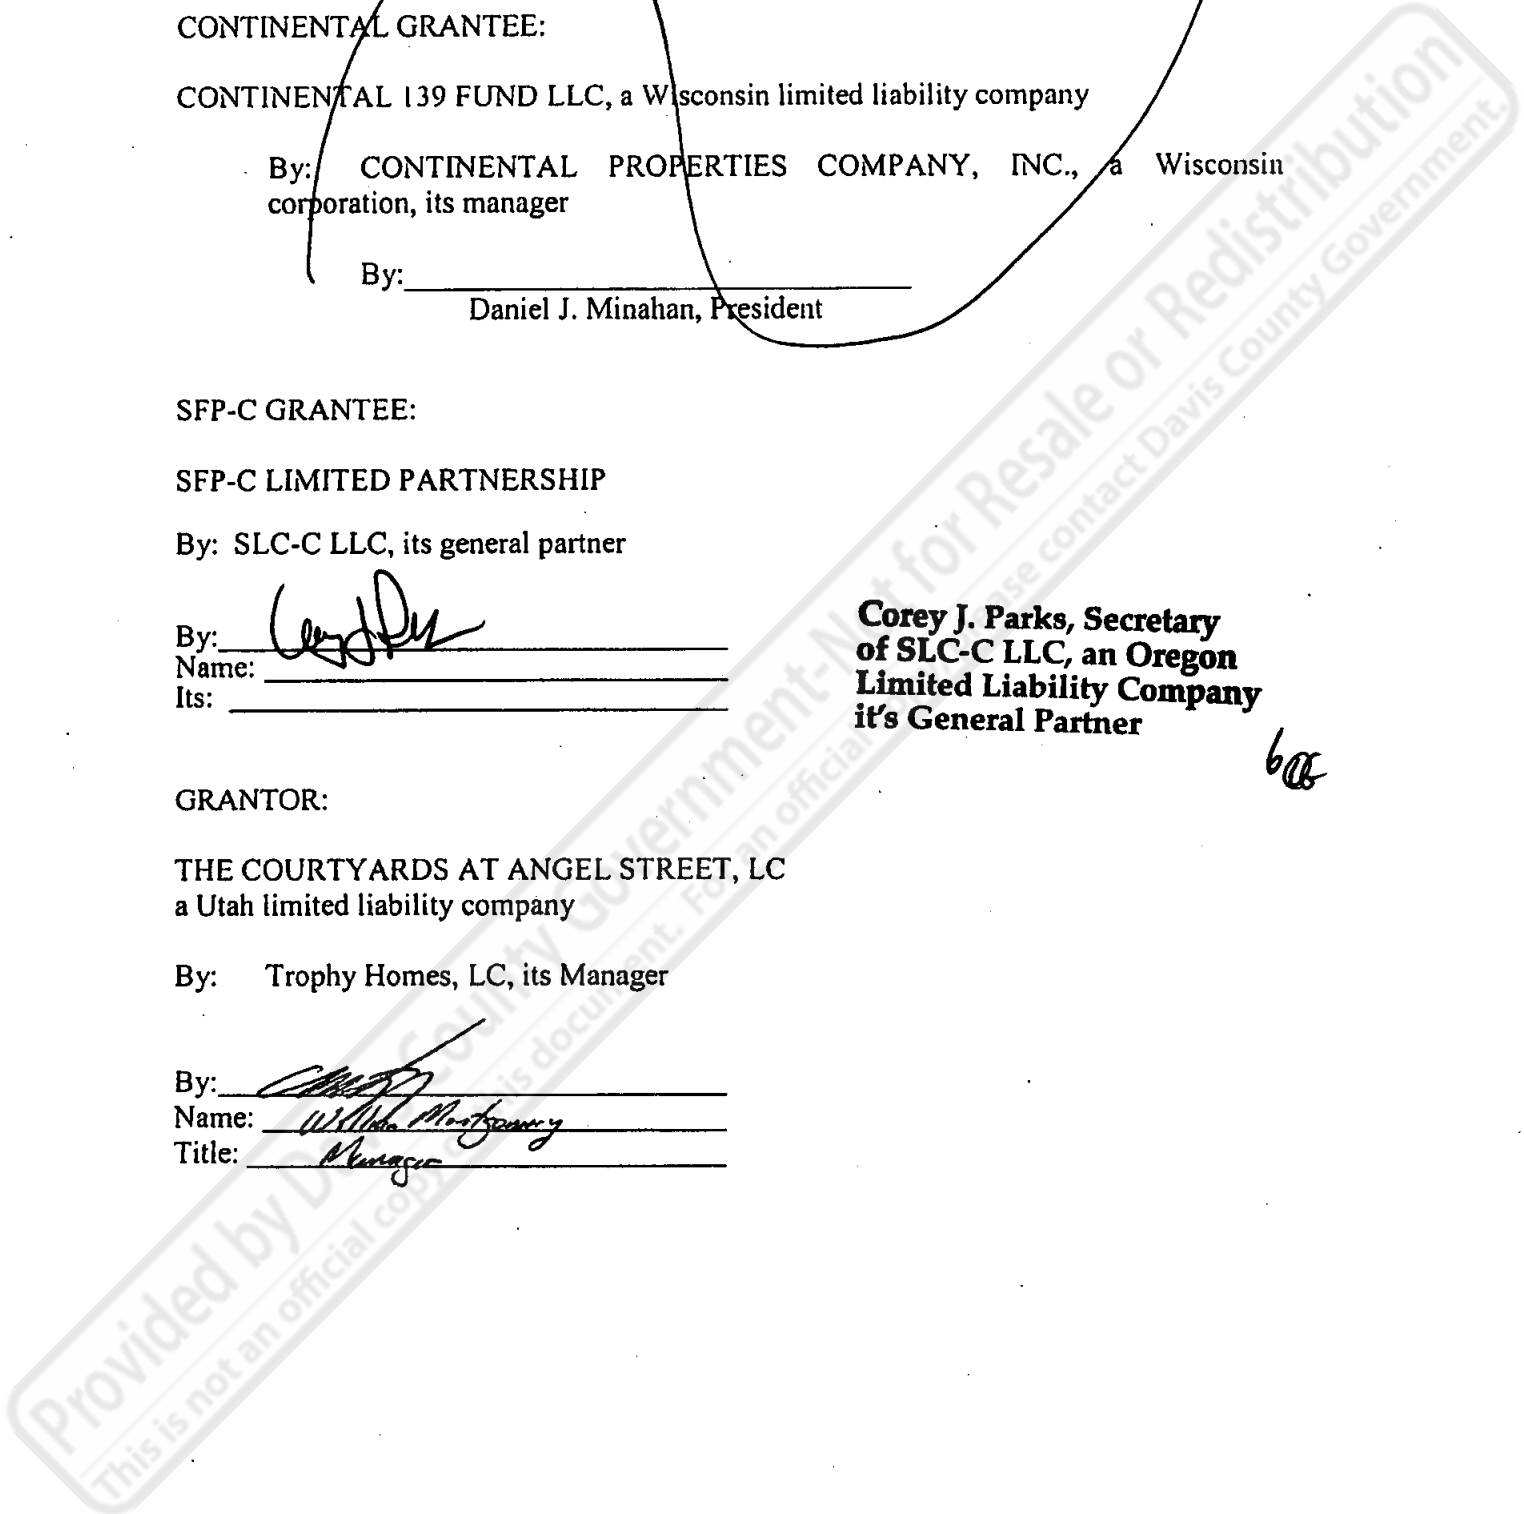 CONTINENTAL GRANTEE:
CONTINENTAL 139 FUND LLC, a Wisconsin limited liability company
By: CONTINENTAL PROPERTIES COMPANY, INC., a Wisconsin
corporation, its manager
By:
Daniel J. Minahan, President
SFP-C GRANTEE:
SFP-C LIMITED PARTNERSHIP
By: SLC-C LLC, its general partner
By:
Name:
Its:
Corey J. Parks, Secretary
of SLC-C LLC, an Oregon
Limited Liability Company
it's General Partner
GRANTOR:
THE COURTYARDS AT ANGEL STREET, LC
a Utah limited liability company
By: Trophy Homes, LC, its Manager
By:
Name: William Montgomery
Title: Manager
Provided by Davis County Government-Not for Resale or Redistribution
This is not an official copy of this document. For an official copy, please contact Davis County Government.